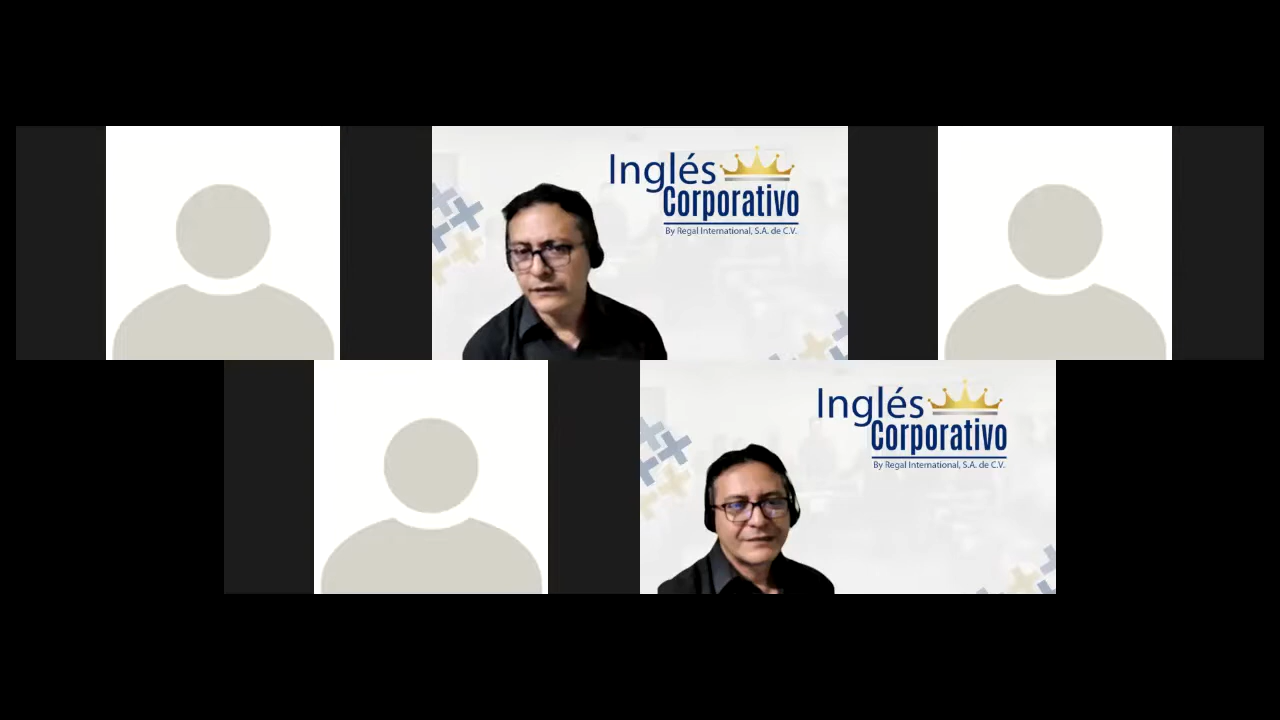 Inglés
Corporativo
By Regal International, S.A. de C.V.
Inglés
Corporativo
By Regal International, S.A. de C.V.